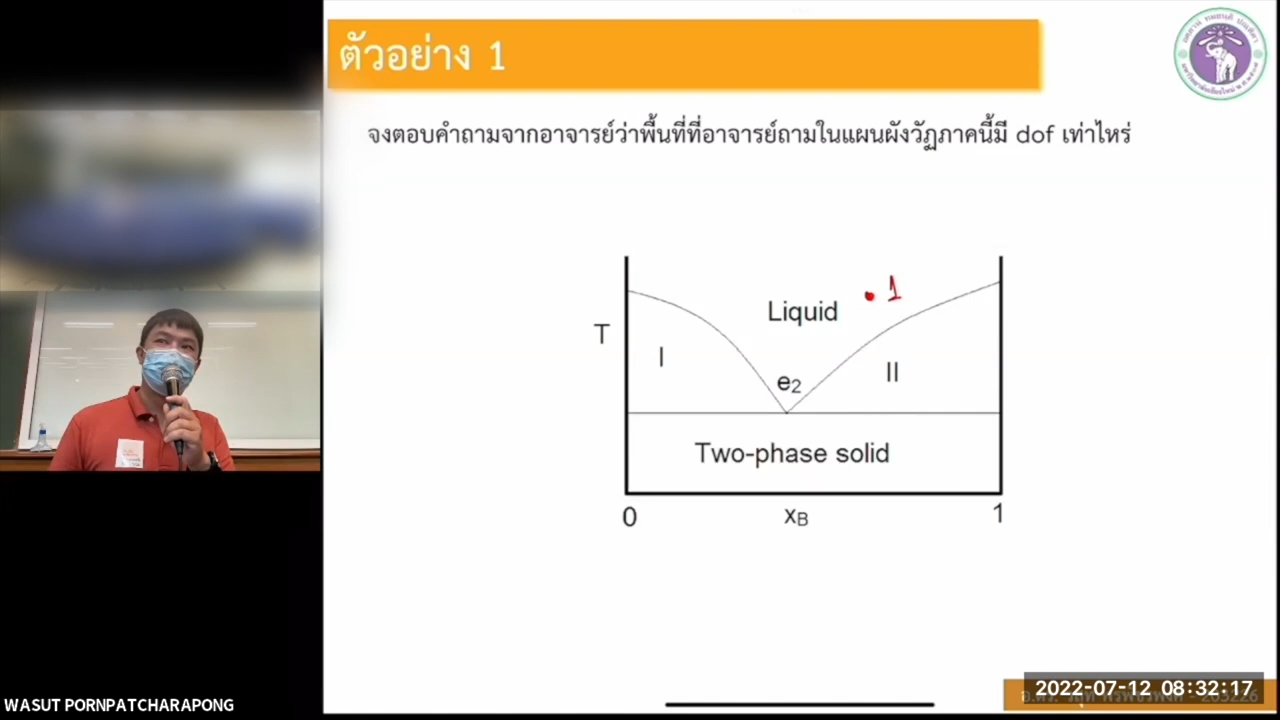 ตัวอย่าง 1
จงตอบคำถามจากอาจารย์ว่าพื้นที่ที่อาจารย์ถามในแผนผังวัฏภาคนี้มี dof เท่าไหร่
1
Liquid
T
I
II
e2
Two-phase solid
0
xB
1
2022-07-12 08:32:17
WASUT PORNPATCHARAPONG